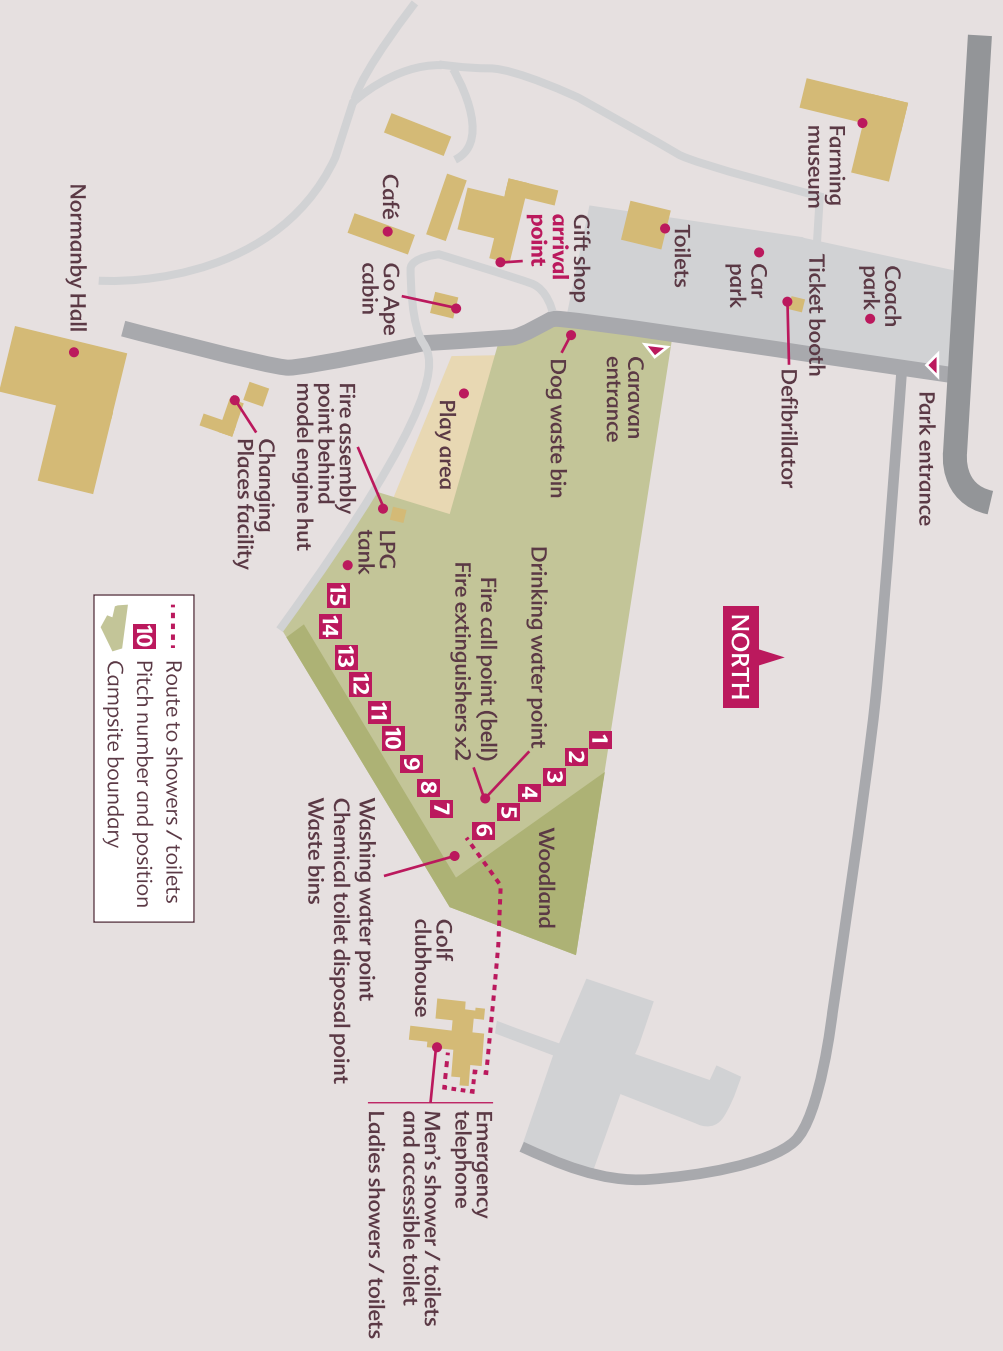 Farming
museum
Coach
park
Ticket booth
Car
park
Toilets
Defibrillator
Park entrance
Gift shop
arrival
point
Café
Go Ape
cabin
Normanby Hall
Caravan
entrance
Dog waste bin
Play area
Fire assembly
point behind
model engine hut
Changing
Places facility
LPG
tank
NORTH
Drinking water point
Fire call point (bell)
Fire extinguishers x2
1
2
3
4
5
6
7
8
9
10
11
12
13
14
15
Woodland
Washing water point
Chemical toilet disposal point
Waste bins
Golf
clubhouse
Emergency
telephone
Men’s shower / toilets
and accessible toilet
Ladies showers / toilets
Route to showers / toilets
10 Pitch number and position
Campsite boundary